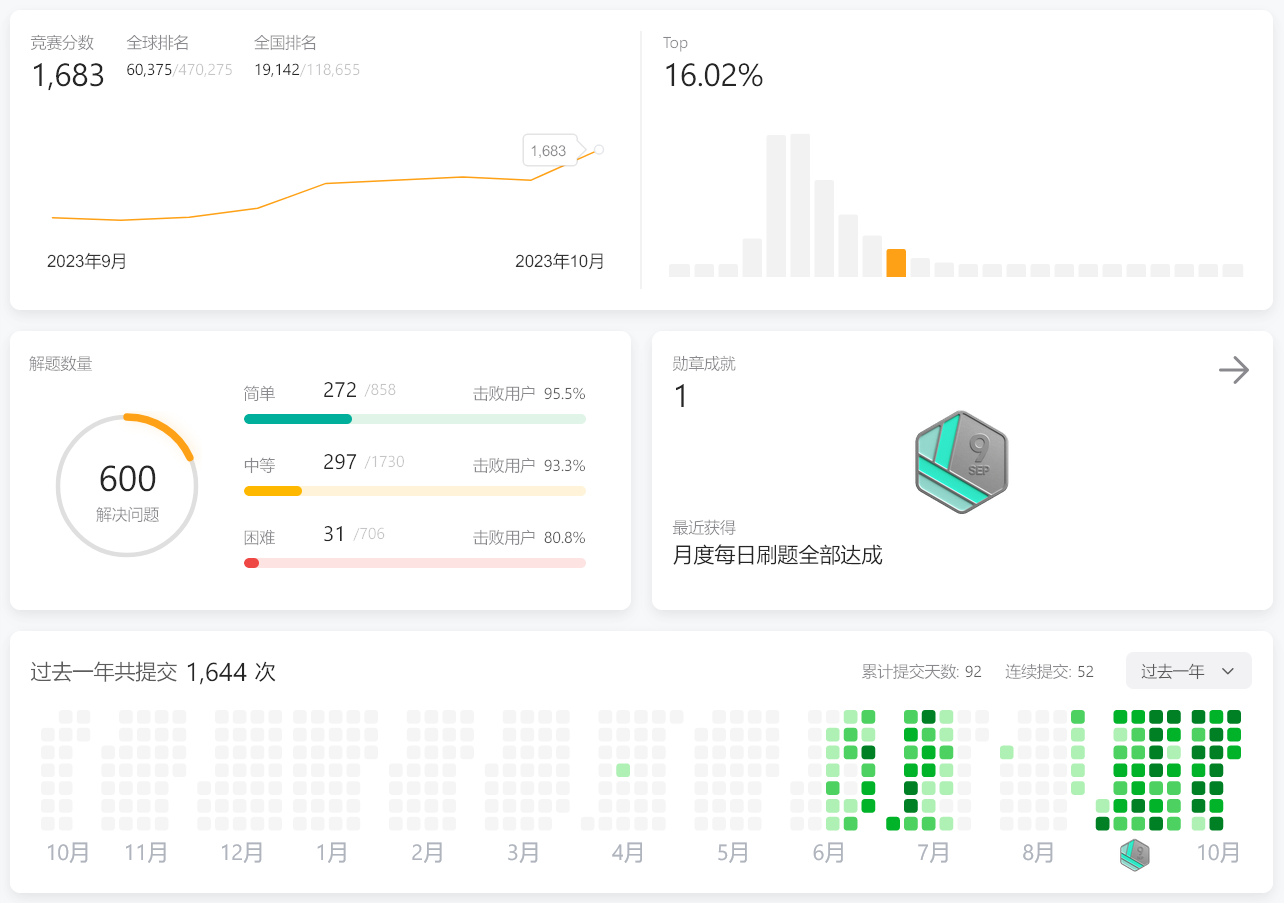 竞赛分数 全球排名 全国排名
1,683 60,375/470,275 19,142/118,655
1,683
2023年9月 2023年10月
Top
16.02%
解题数量
600
解决问题
简单 272 /858 击败用户 95.5%
中等 297 /1730 击败用户 93.3%
困难 31 /706 击败用户 80.8%
勋章成就
1
9
SEP
最近获得
月度每日刷题全部达成
过去一年共提交 1,644 次 累计提交天数: 92 连续提交: 52 过去一年
10月 11月 12月 1月 2月 3月 4月 5月 6月 7月 8月 9 10月